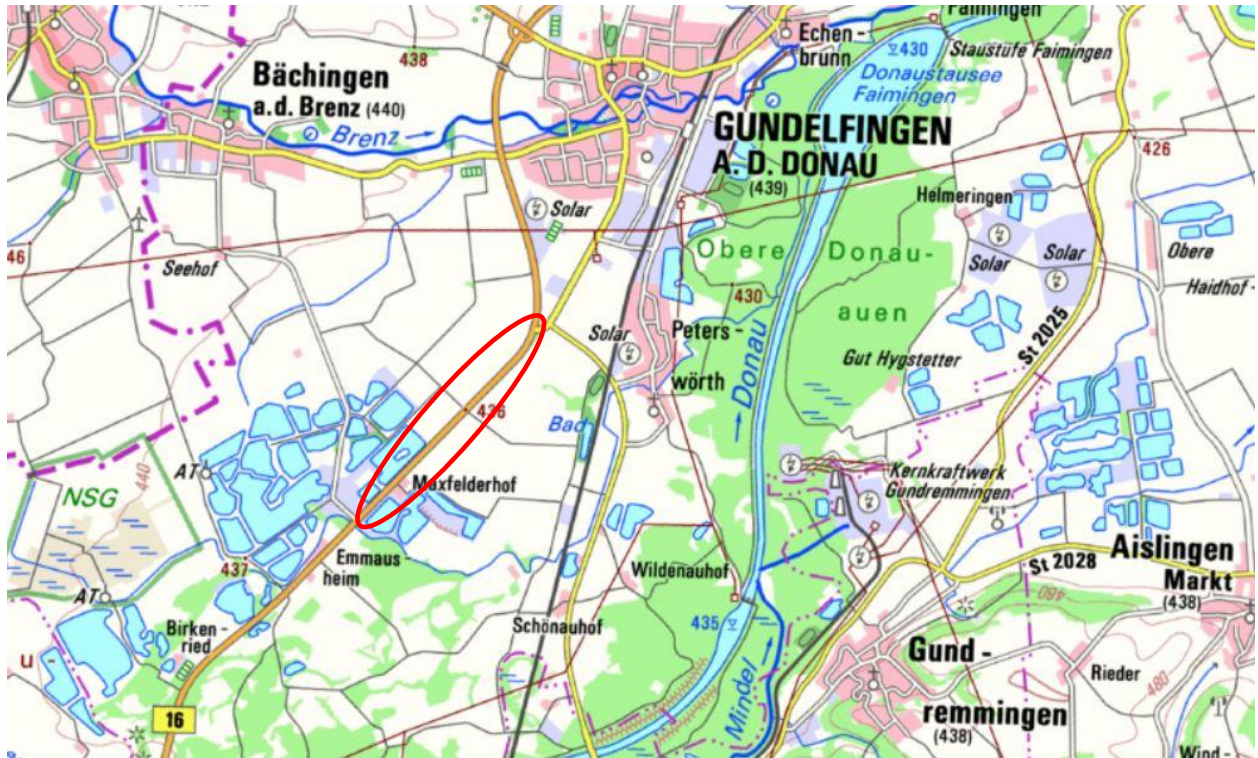 Faimingen
Echen-
brunn
430
Staustufe Faimingen
Donaustausee
Faimingen
438
Bächingen
a.d. Brenz (440)
Brenz
GUNDELFINGEN
A. D. DONAU
(439)
426
Helmeringen
Solar
Obere
Donau-
auen
Solar
Solar
Obere
Haidhof-
46
Seehof
430
Solar
Peters-
wörth
Donau
Gut Hygstetter
St 2025
436
Bad
AT
NSG
440
Maxfelderhof
Kernkraftwerk
Gundremmingen
437
Emmaus-
heim
Wildenauhof
St 2028
Aislingen
Markt
(438)
AT
Birken-
ried
Schönauhof
435
480
u-
Gund-
remmingen
(438)
Rieder
480
Mindel
16
Wind-